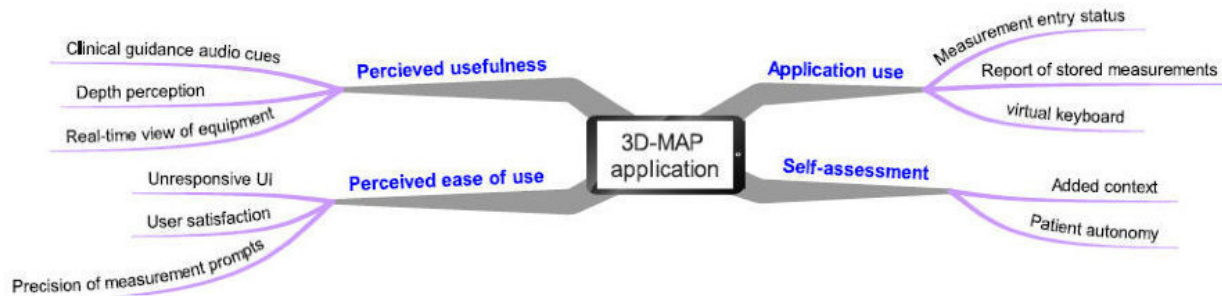 Clinical guidance audio cues
Depth perception
Real-time view of equipment
Percieved usefulness
Unresponsive UI
User satisfaction
Precision of measurement prompts
Perceived ease of use
3D-MAP
application
Application use
Measurement entry status
Report of stored measurements
virtual keyboard
Self-assessment
Added context
Patient autonomy